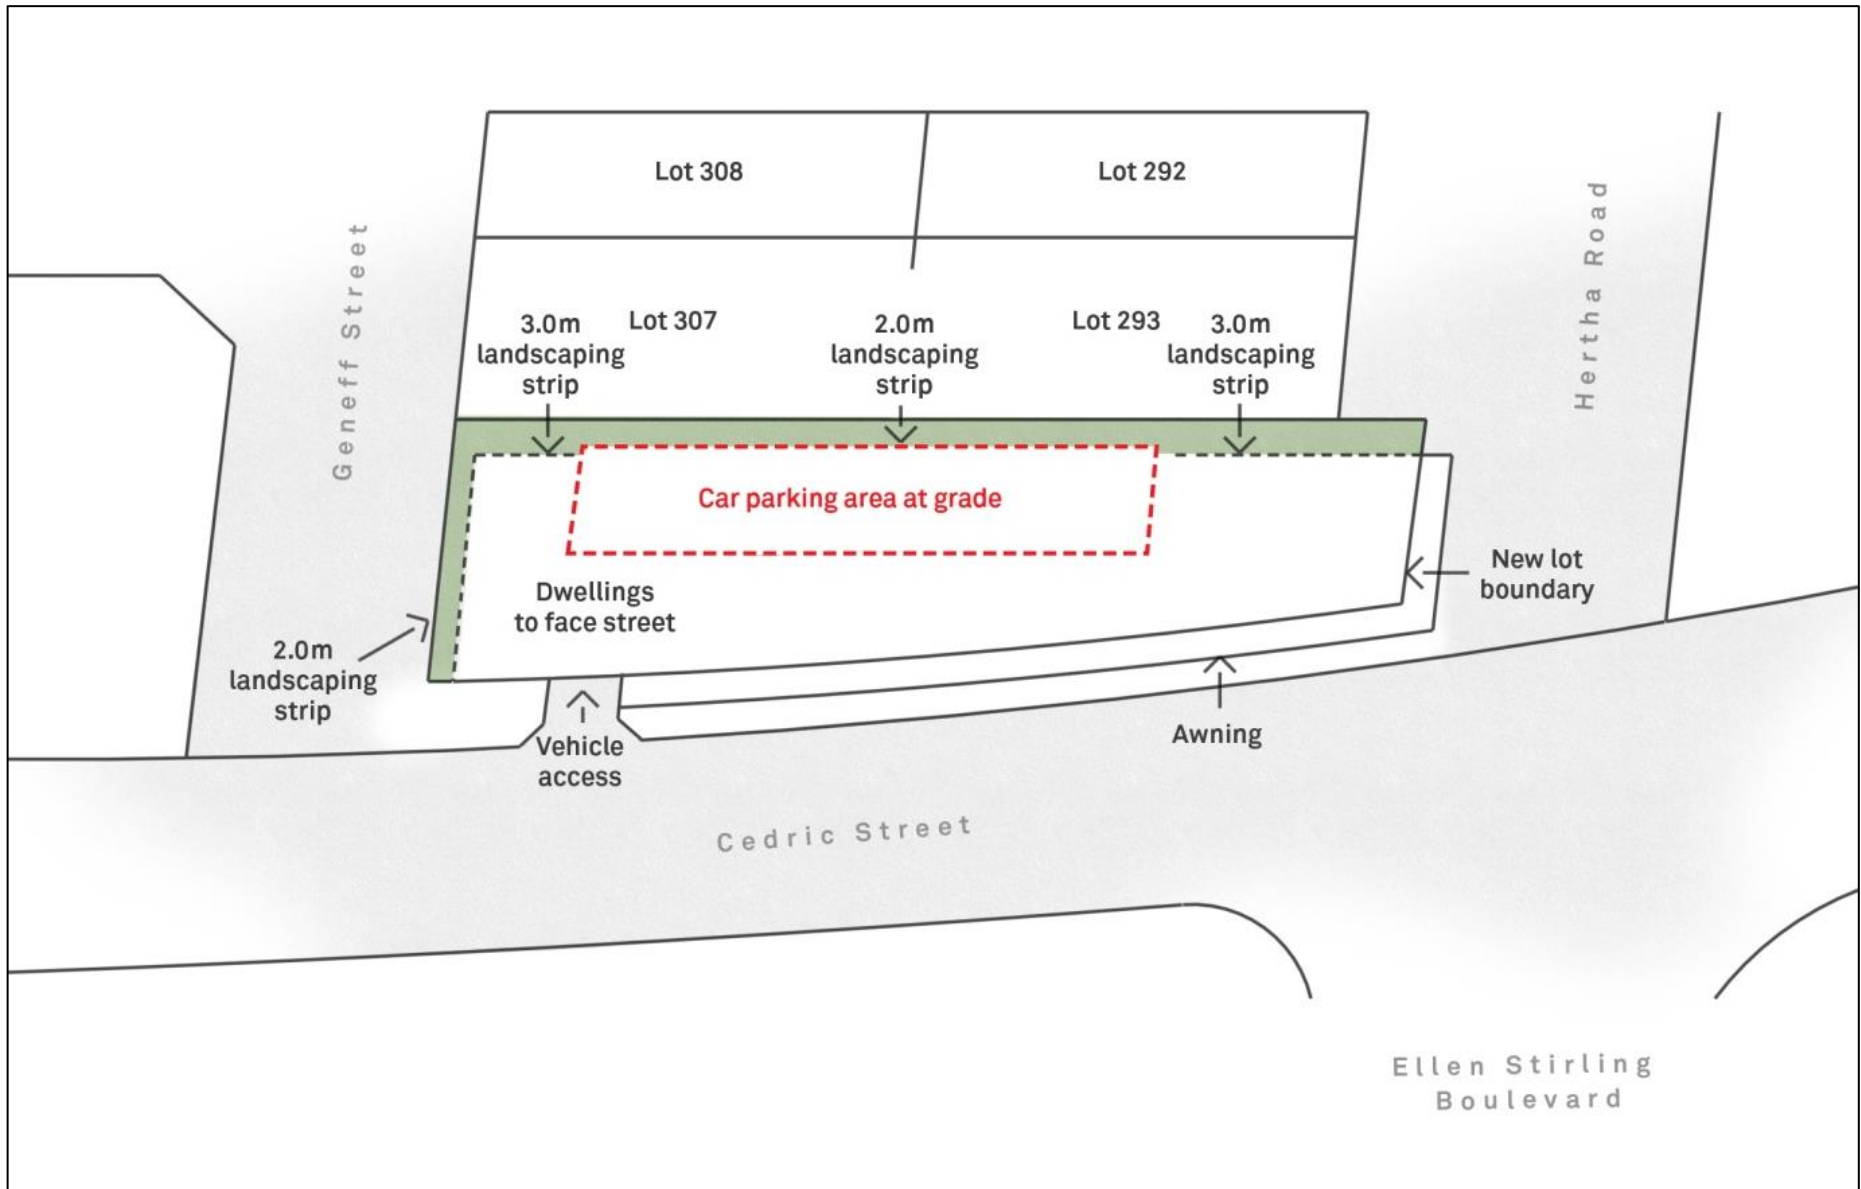 Lot 308
Lot 292
Geneff Street
Hertha Road
3.0m
landscaping
strip
Lot 307
2.0m
landscaping
strip
Lot 293
3.0m
landscaping
strip
Car parking area at grade
New lot
boundary
Dwellings
to face street
2.0m
landscaping
strip
Vehicle
access
Awning
Cedric Street
Ellen Stirling
Boulevard